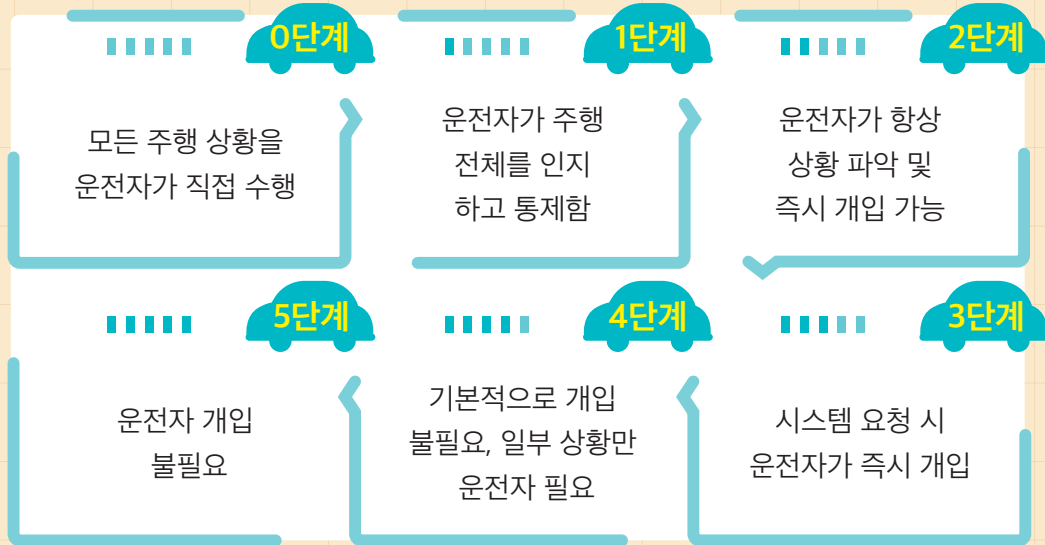 0단계
모든 주행 상황을
운전자가 직접 수행
1단계
운전자가 주행
전체를 인지
하고 통제함
2단계
운전자가 항상
상황 파악 및
즉시 개입 가능
3단계
시스템 요청 시
운전자가 즉시 개입
4단계
기본적으로 개입
불필요, 일부 상황만
운전자 필요
5단계
운전자 개입
불필요